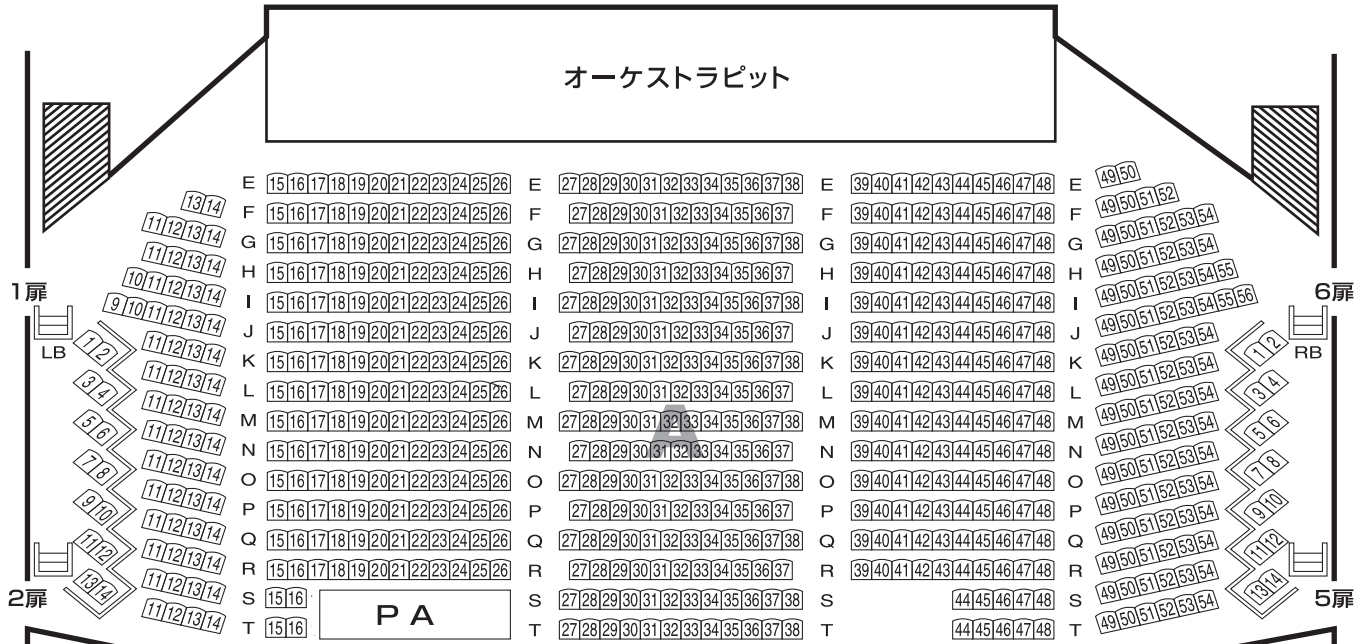 オーケストラピット
E 15 16 17 18 19 20 21 22 23 24 25 26 E 27 28 29 30 31 32 33 34 35 36 37 38 E 39 40 41 42 43 44 45 46 47 48 E 49 50
13 14 F 15 16 17 18 19 20 21 22 23 24 25 26 F 27 28 29 30 31 32 33 34 35 36 37 F 39 40 41 42 43 44 45 46 47 48 F 49 50 51 52
11 12 13 14 G 15 16 17 18 19 20 21 22 23 24 25 26 G 27 28 29 30 31 32 33 34 35 36 37 38 G 39 40 41 42 43 44 45 46 47 48 G 49 50 51 52 53 54
11 12 13 14 H 15 16 17 18 19 20 21 22 23 24 25 26 H 27 28 29 30 31 32 33 34 35 36 37 H 39 40 41 42 43 44 45 46 47 48 H 49 50 51 52 53 54
10 11 12 13 14 I 15 16 17 18 19 20 21 22 23 24 25 26 I 27 28 29 30 31 32 33 34 35 36 37 38 I 39 40 41 42 43 44 45 46 47 48 I 49 50 51 52 53 54 55
9 10 11 12 13 14 J 15 16 17 18 19 20 21 22 23 24 25 26 J 27 28 29 30 31 32 33 34 35 36 37 J 39 40 41 42 43 44 45 46 47 48 J 49 50 51 52 53 54 55 56
11 12 13 14 K 15 16 17 18 19 20 21 22 23 24 25 26 K 27 28 29 30 31 32 33 34 35 36 37 38 K 39 40 41 42 43 44 45 46 47 48 K 49 50 51 52 53 54
11 12 13 14 L 15 16 17 18 19 20 21 22 23 24 25 26 L 27 28 29 30 31 32 33 34 35 36 37 L 39 40 41 42 43 44 45 46 47 48 L 49 50 51 52 53 54
11 12 13 14 M 15 16 17 18 19 20 21 22 23 24 25 26 M 27 28 29 30 31 32 33 34 35 36 37 38 M 39 40 41 42 43 44 45 46 47 48 M 49 50 51 52 53 54
A
11 12 13 14 N 15 16 17 18 19 20 21 22 23 24 25 26 N 27 28 29 30 31 32 33 34 35 36 37 N 39 40 41 42 43 44 45 46 47 48 N 49 50 51 52 53 54
11 12 13 14 O 15 16 17 18 19 20 21 22 23 24 25 26 O 27 28 29 30 31 32 33 34 35 36 37 38 O 39 40 41 42 43 44 45 46 47 48 O 49 50 51 52 53 54
11 12 13 14 P 15 16 17 18 19 20 21 22 23 24 25 26 P 27 28 29 30 31 32 33 34 35 36 37 P 39 40 41 42 43 44 45 46 47 48 P 49 50 51 52 53 54
11 12 13 14 Q 15 16 17 18 19 20 21 22 23 24 25 26 Q 27 28 29 30 31 32 33 34 35 36 37 38 Q 39 40 41 42 43 44 45 46 47 48 Q 49 50 51 52 53 54
11 12 13 14 R 15 16 17 18 19 20 21 22 23 24 25 26 R 27 28 29 30 31 32 33 34 35 36 37 R 39 40 41 42 43 44 45 46 47 48 R 49 50 51 52 53 54
11 12 13 14 S 15 16 S 27 28 29 30 31 32 33 34 35 36 37 38 S 44 45 46 47 48 S 49 50 51 52 53 54
PA
11 12 13 14 T 15 16 T 27 28 29 30 31 32 33 34 35 36 37 38 T 44 45 46 47 48 T 49 50 51 52 53 54
1扉
LB
1 2
3 4
5 6
7 8
9 10
11 12
13 14
2扉
6扉
RB
1 2
3 4
5 6
7 8
9 10
11 12
13 14
5扉